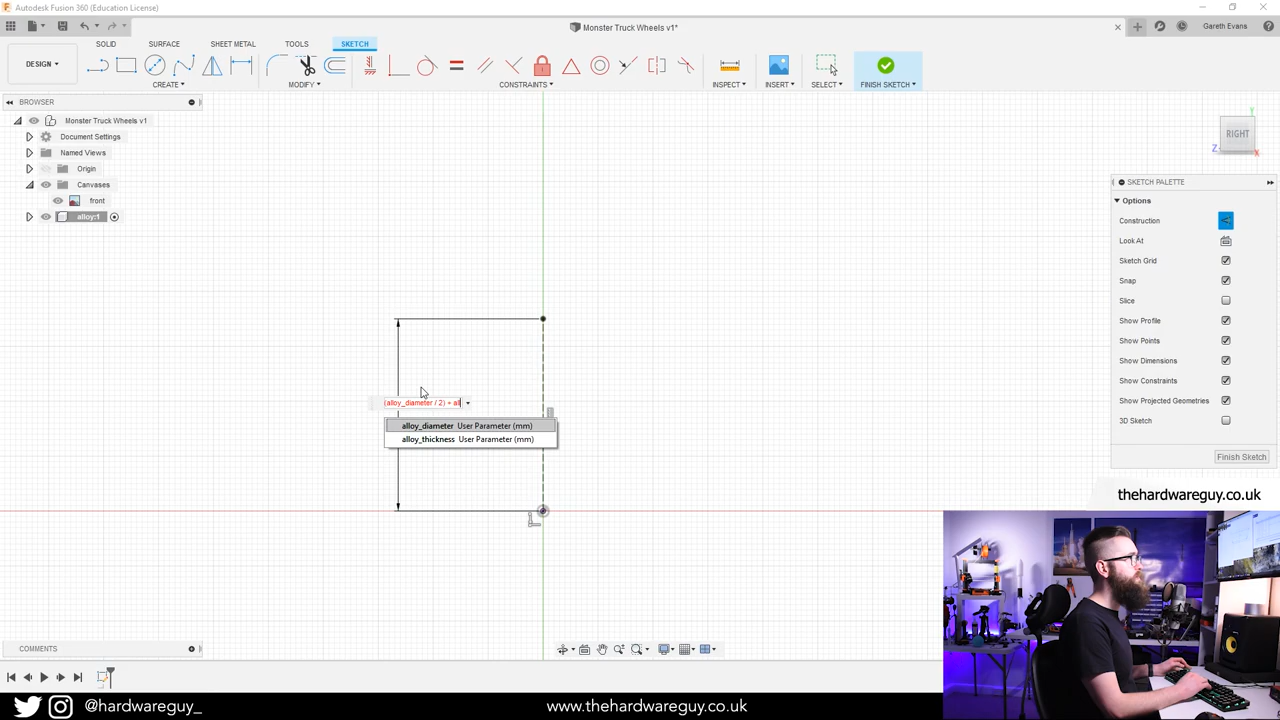 Autodesk Fusion 360 (Education License)
Monster Truck Wheels v1*
Gareth Evans
SOLID
SURFACE
SHEET METAL
TOOLS
SKETCH
DESIGN
CREATE
MODIFY
CONSTRAINTS
INSPECT
INSERT
SELECT
FINISH SKETCH
BROWSER
Monster Truck Wheels v1
Document Settings
Named Views
Origin
Canvases
front
alloy:1
Y
RIGHT
Z
X
SKETCH PALETTE
Options
Construction
Look At
Sketch Grid
Snap
Slice
Show Profile
Show Points
Show Dimensions
Show Constraints
Show Projected Geometries
3D Sketch
Finish Sketch
(alloy_diameter / 2) + all
alloy_diameter User Parameter (mm)
alloy_thickness User Parameter (mm)
thehardwareguy.co.uk
COMMENTS
@hardwareguy_
www.thehardwareguy.co.uk